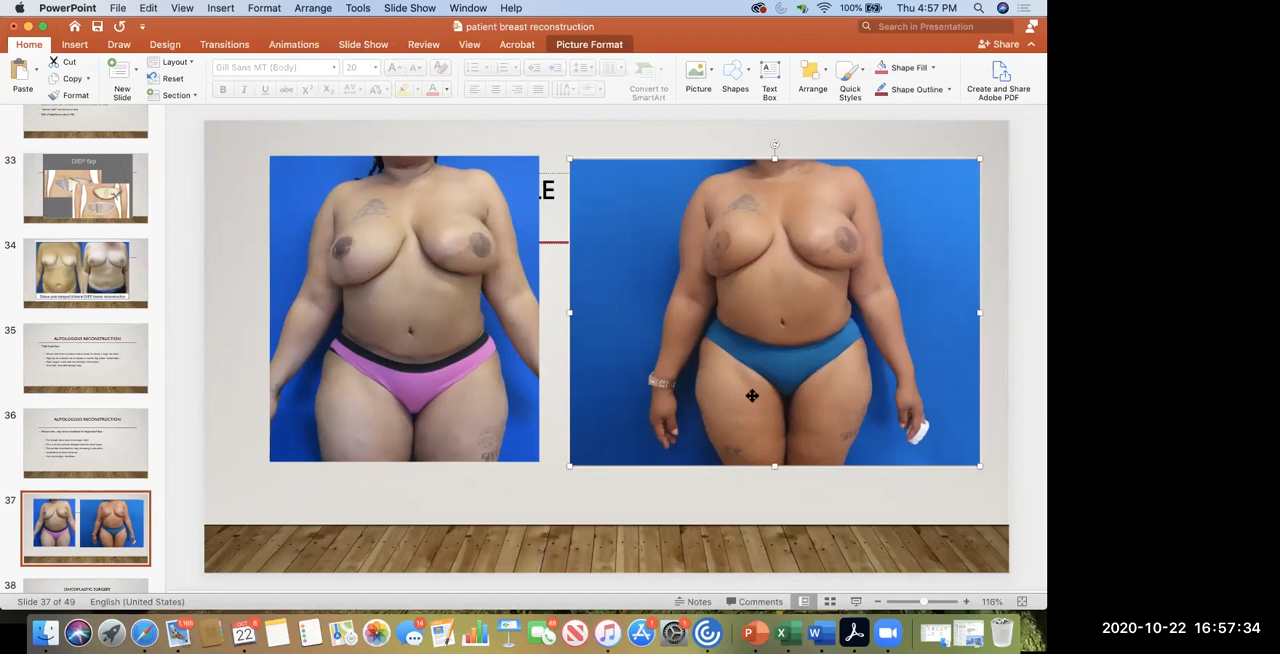 PowerPoint File Edit View Insert Format Arrange Tools Slide Show Window Help 100% Thu 4:57 PM
patient breast reconstruction Search in Presentation
Home Insert Draw Design Transitions Animations Slide Show Review View Acrobat Picture Format Share
Paste Cut Copy Format
New Slide Layout Reset Section
Gill Sans MT (Body) 20
Convert to SmartArt
Picture Shapes Text Box Arrange Quick Styles
Shape Fill Shape Outline
Create and Share Adobe PDF
33
DIEP flap
34
35
AUTOLOGOUS RECONSTRUCTION
36
AUTOLOGOUS RECONSTRUCTION
37
38
ONCOPLASTIC SURGERY
LE
Slide 37 of 49 English (United States) Notes Comments 116%
OCT 22
2020-10-22 16:57:34